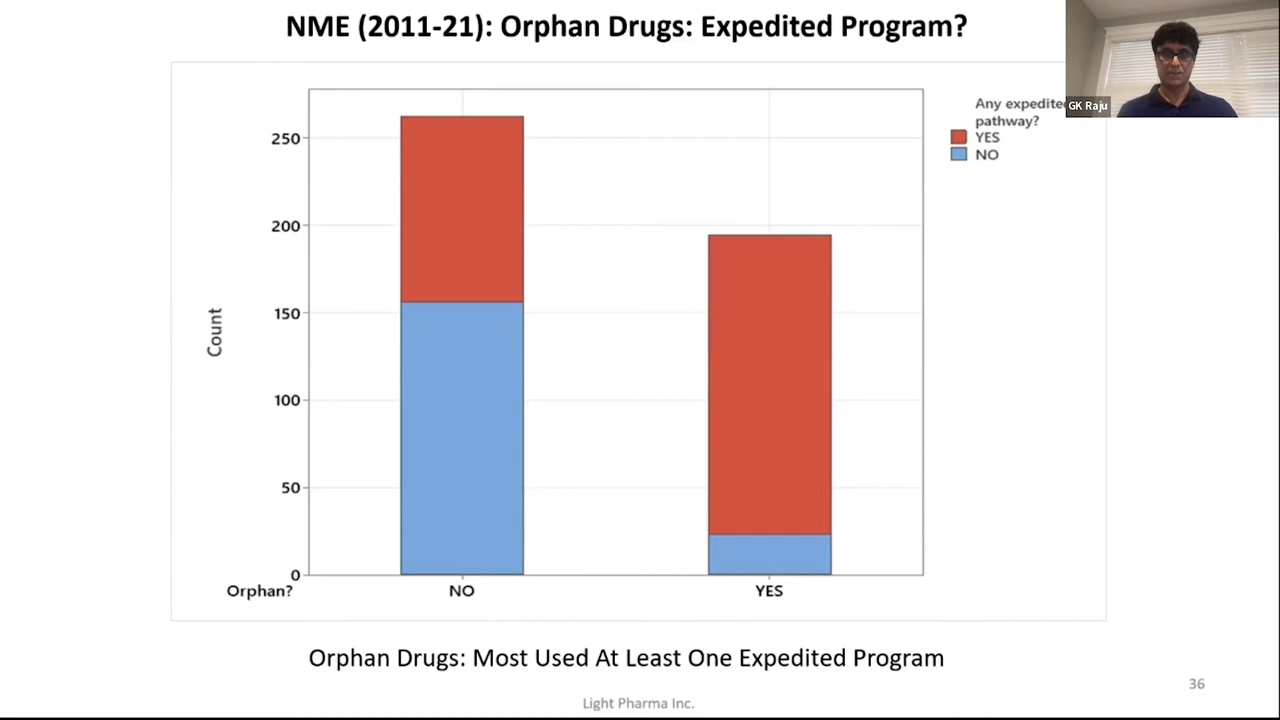 NME (2011-21): Orphan Drugs: Expedited Program?
GK Raju
Any expedited
pathway?
YES
NO
250
200
150
100
50
0
Count
Orphan?
NO
YES
Orphan Drugs: Most Used At Least One Expedited Program
36
Light Pharma Inc.